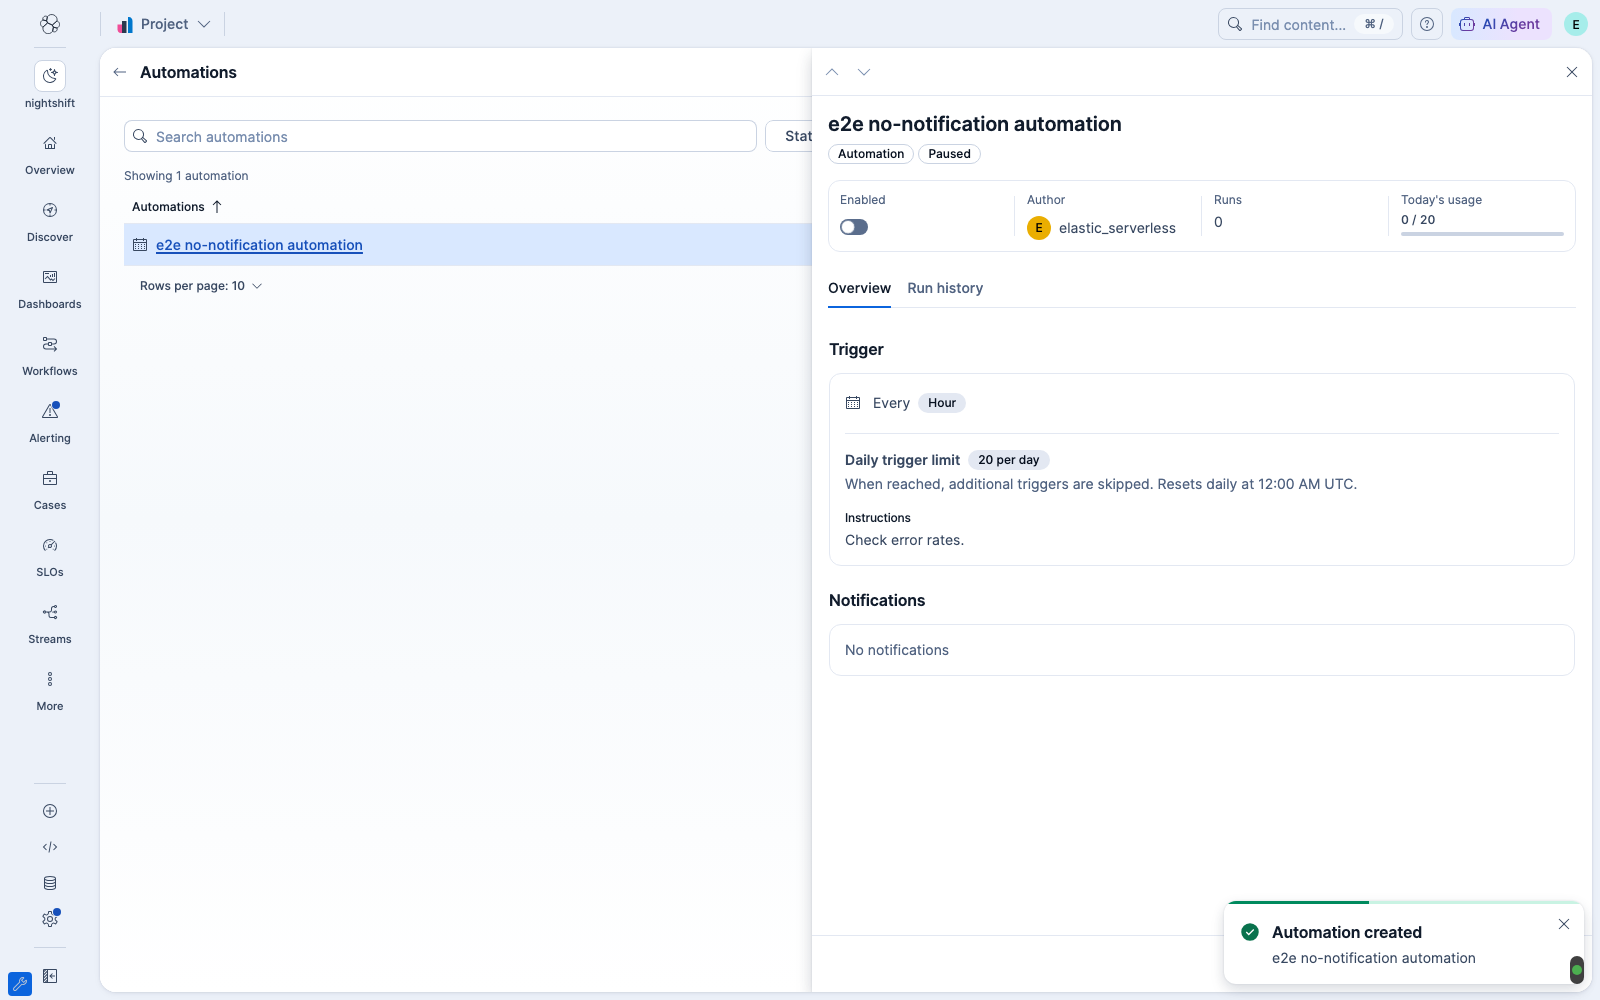 Project
Find content...
⌘ /
AI Agent
E
nightshift
Overview
Discover
Dashboards
Workflows
Alerting
Cases
SLOs
Streams
More
Automations
Search automations
Stat
Showing 1 automation
Automations
e2e no-notification automation
Rows per page: 10
e2e no-notification automation
Automation
Paused
Enabled
Author
E
elastic_serverless
Runs
0
Today's usage
0 / 20
Overview
Run history
Trigger
Every
Hour
Daily trigger limit
20 per day
When reached, additional triggers are skipped. Resets daily at 12:00 AM UTC.
Instructions
Check error rates.
Notifications
No notifications
Automation created
e2e no-notification automation